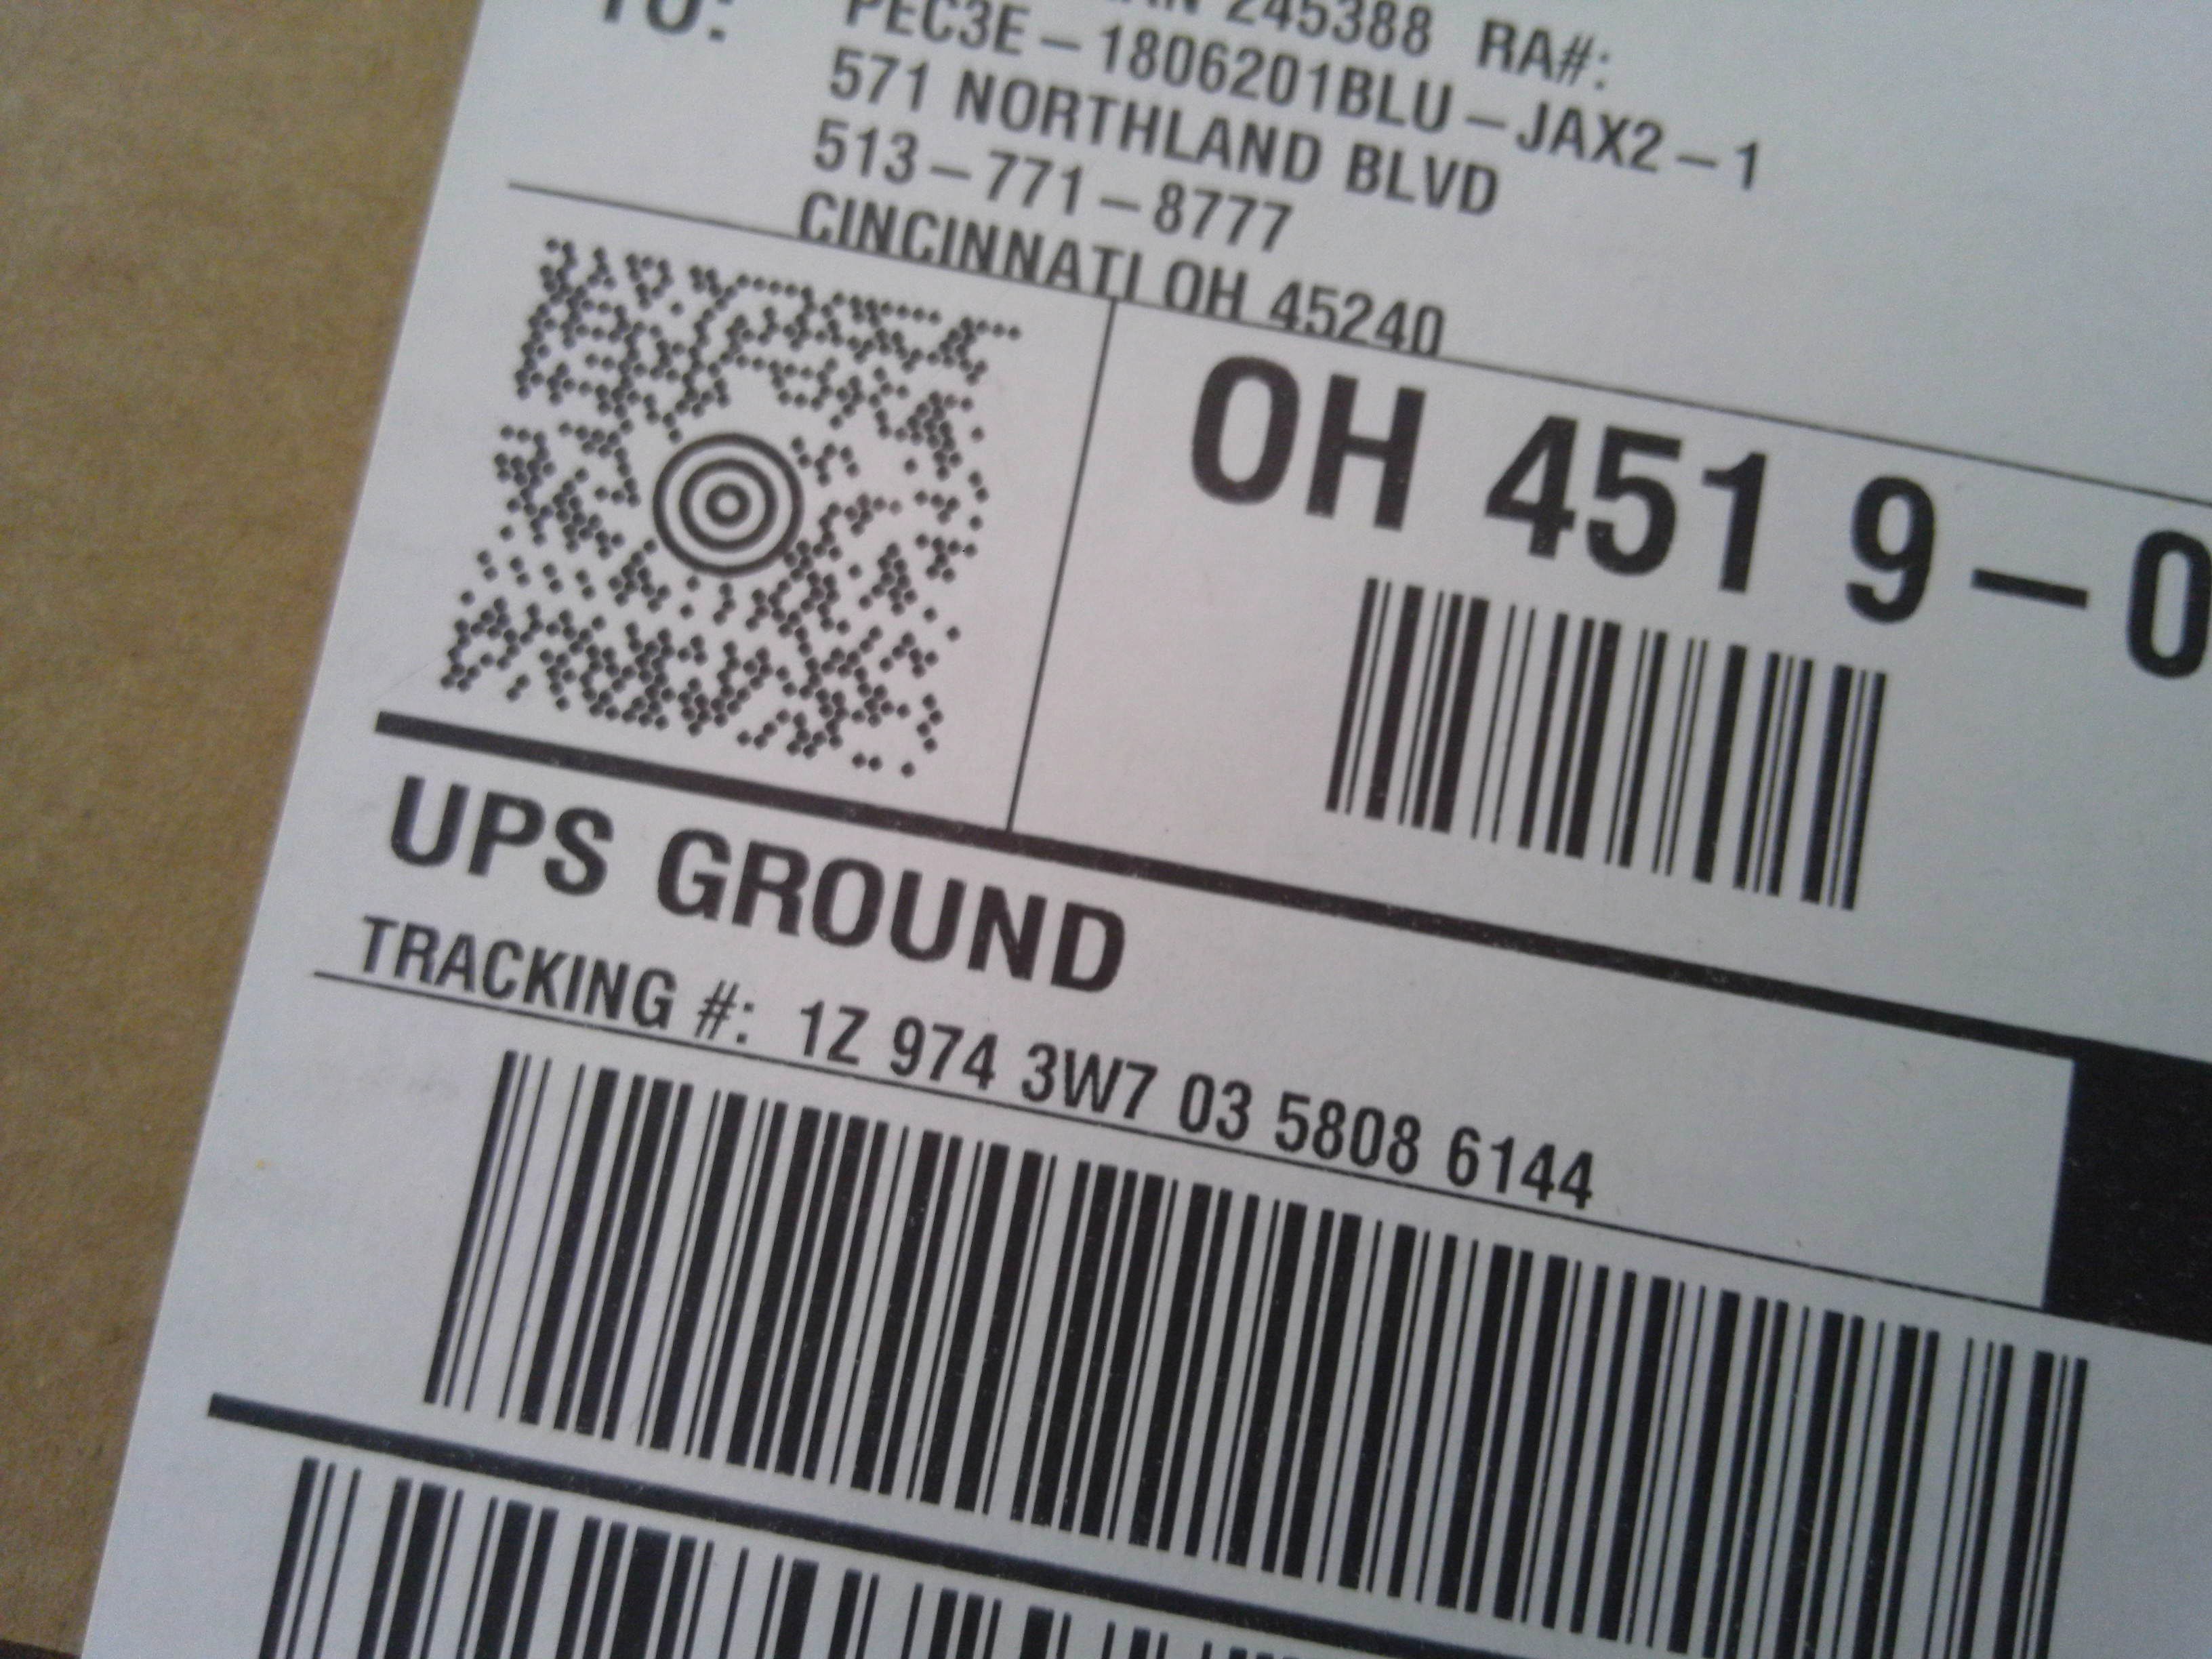 TO:
245388 RA#:
PEC3E-1806201BLU-JAX2-1
571 NORTHLAND BLVD
513-771-8777
CINCINNATI OH 45240
OH 451 9-0
UPS GROUND
TRACKING #: 1Z 974 3W7 03 5808 6144